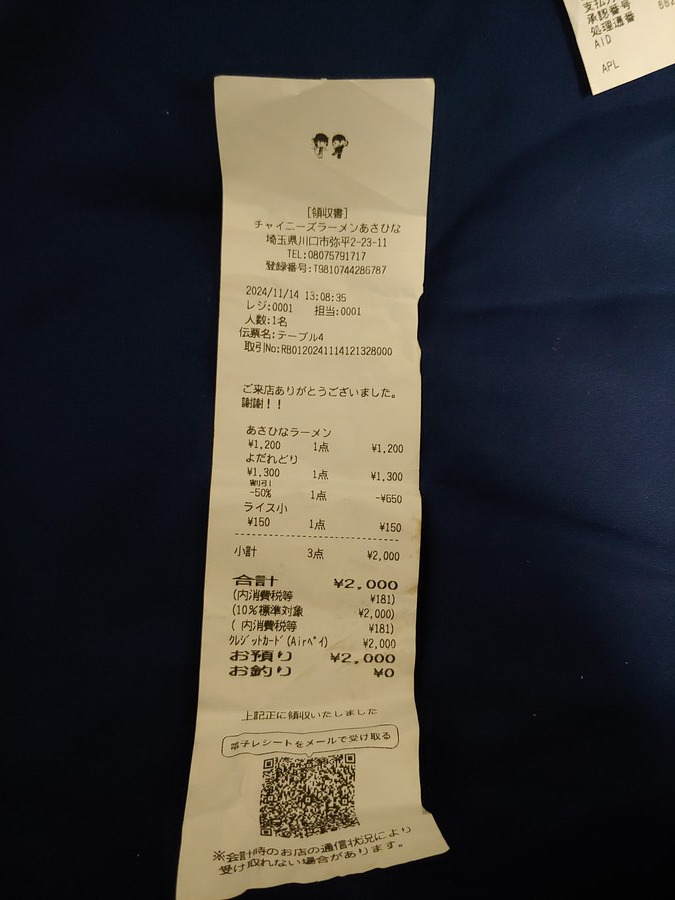 [領収書]
チャイニーズラーメンあさひな
埼玉県川口市弥平2-23-11
TEL:08075791717
登録番号:T9810744286787
2024/11/14 13:08:35
レジ:0001 担当:0001
人数:1名
伝票名:テーブル4
取引No:RB0120241114121328000
ご来店ありがとうございました。
謝謝！！
あさひなラーメン
¥1,200 1点 ¥1,200
よだれどり
¥1,300 1点 ¥1,300
割引
-50% 1点 -¥650
ライス小
¥150 1点 ¥150
小計 3点 ¥2,000
合計 ¥2,000
(内消費税等 ¥181)
(10%標準対象 ¥2,000)
( 内消費税等 ¥181)
クレジットカード(Airペイ) ¥2,000
お預り ¥2,000
お釣り ¥0
上記正に領収いたしました
電子レシートをメールで受け取る
※会計時のお店の通信状況により
受け取れない場合があります。
承認番号
処理通番
AID
APL